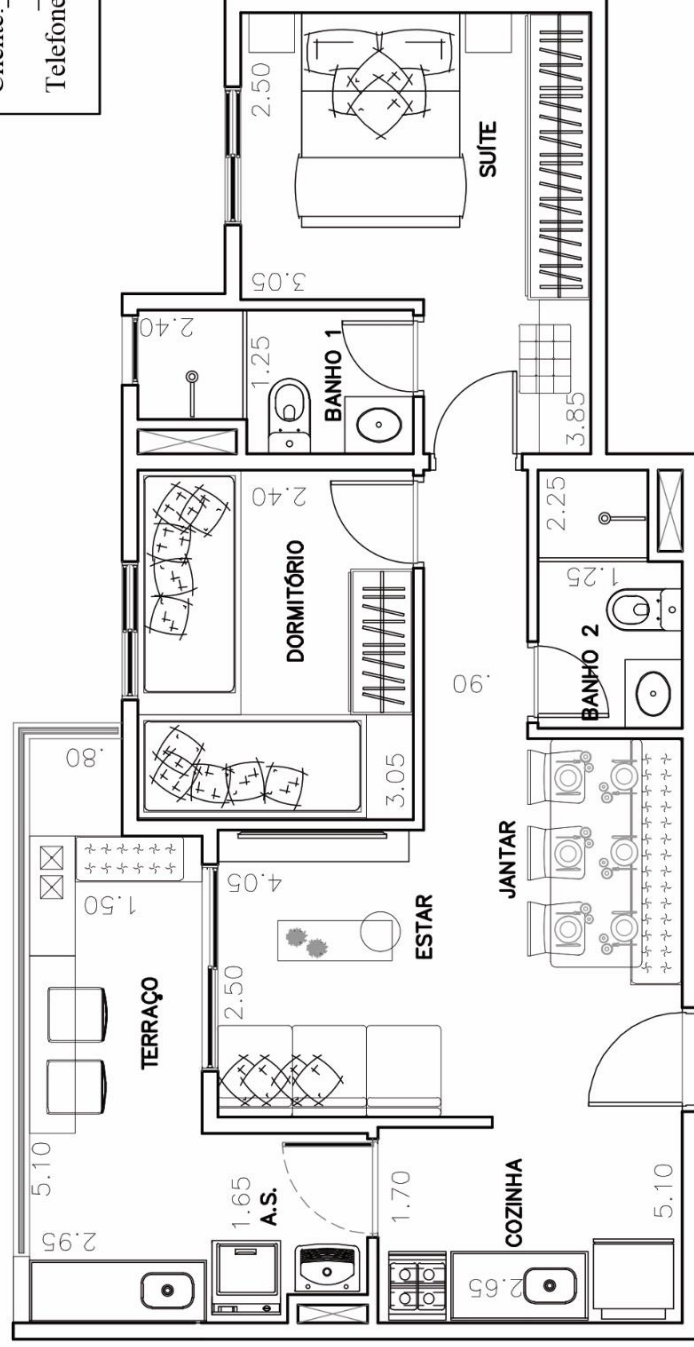 Telefone
2.50
SUÍTE
3.05
3.85
2.40
1.25
BANHO 1
2.40
DORMITÓRIO
3.05
2.25
1.25
BANHO 2
.90
.80
1.50
TERRAÇO
5.10
2.95
4.05
2.50
ESTAR
JANTAR
1.65
A.S.
1.70
COZINHA
2.65
5.10